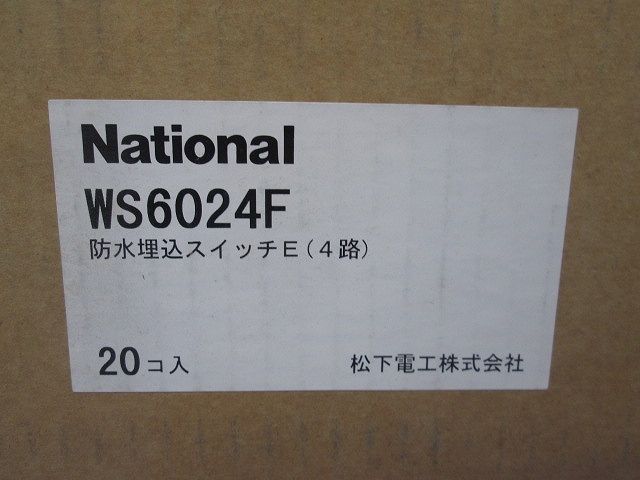 National
WS6024F
防水埋込スイッチE(4路)
20コ入
松下電工株式会社